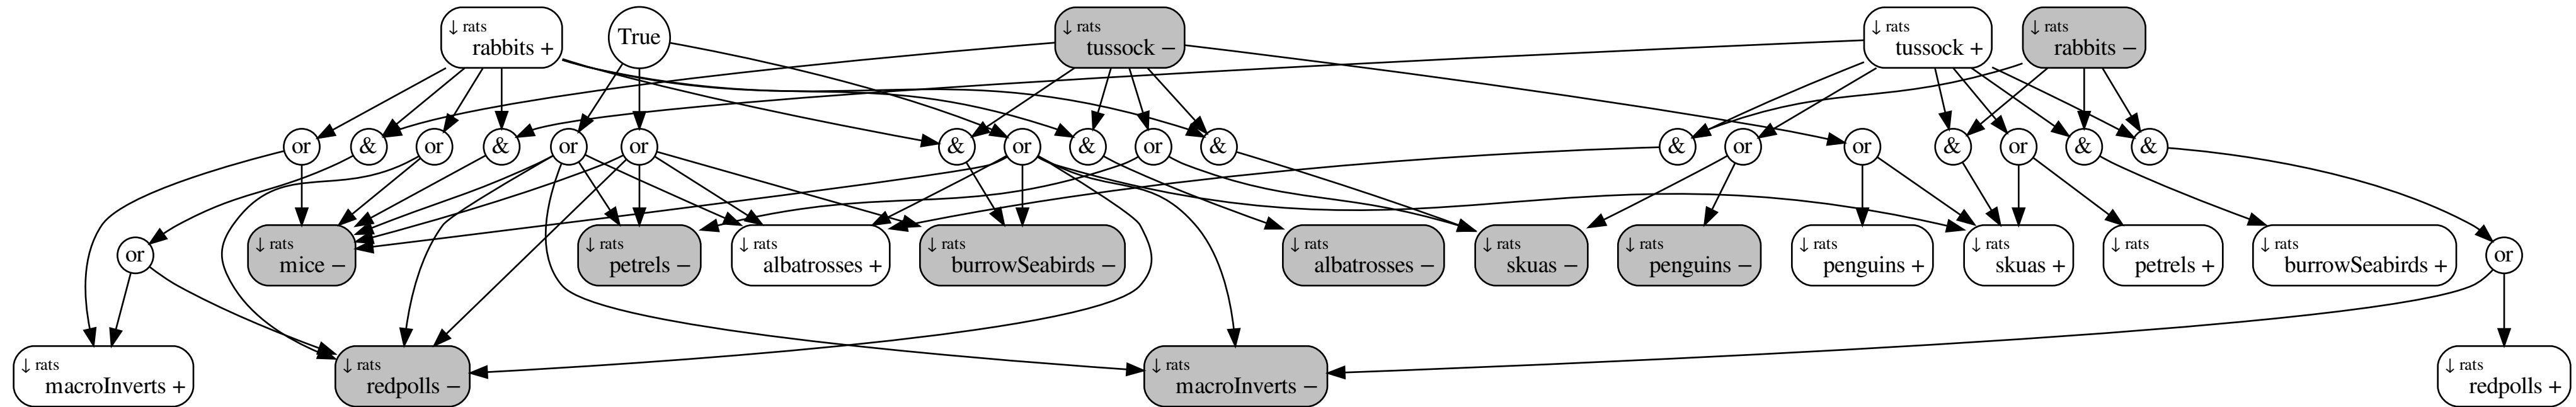 ↓ rats
rabbits +
True
↓ rats
tussock −
↓ rats
tussock +
↓ rats
rabbits −
or
&
or
&
or
or
&
or
&
or
&
&
or
or
&
or
&
&
or
↓ rats
mice −
↓ rats
petrels −
↓ rats
albatrosses +
↓ rats
burrowSeabirds −
↓ rats
albatrosses −
↓ rats
skuas −
↓ rats
penguins −
↓ rats
penguins +
↓ rats
skuas +
↓ rats
petrels +
↓ rats
burrowSeabirds +
or
↓ rats
macroInverts +
↓ rats
redpolls −
↓ rats
macroInverts −
↓ rats
redpolls +